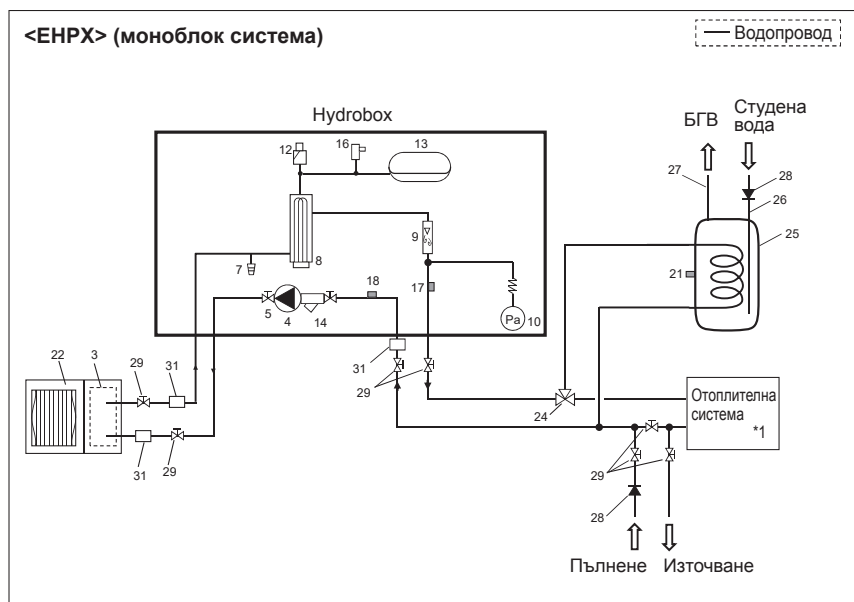 <EHPX> (моноблок система)
Водопровод
Hydrobox
БГВ
Студена
вода
12
16
13
27
28
26
25
9
7
8
21
18
17
5
4
14
Pa
10
22
3
29
31
31
29
24
Отоплителна
система
*1
31
29
29
28
Пълнене
Източване